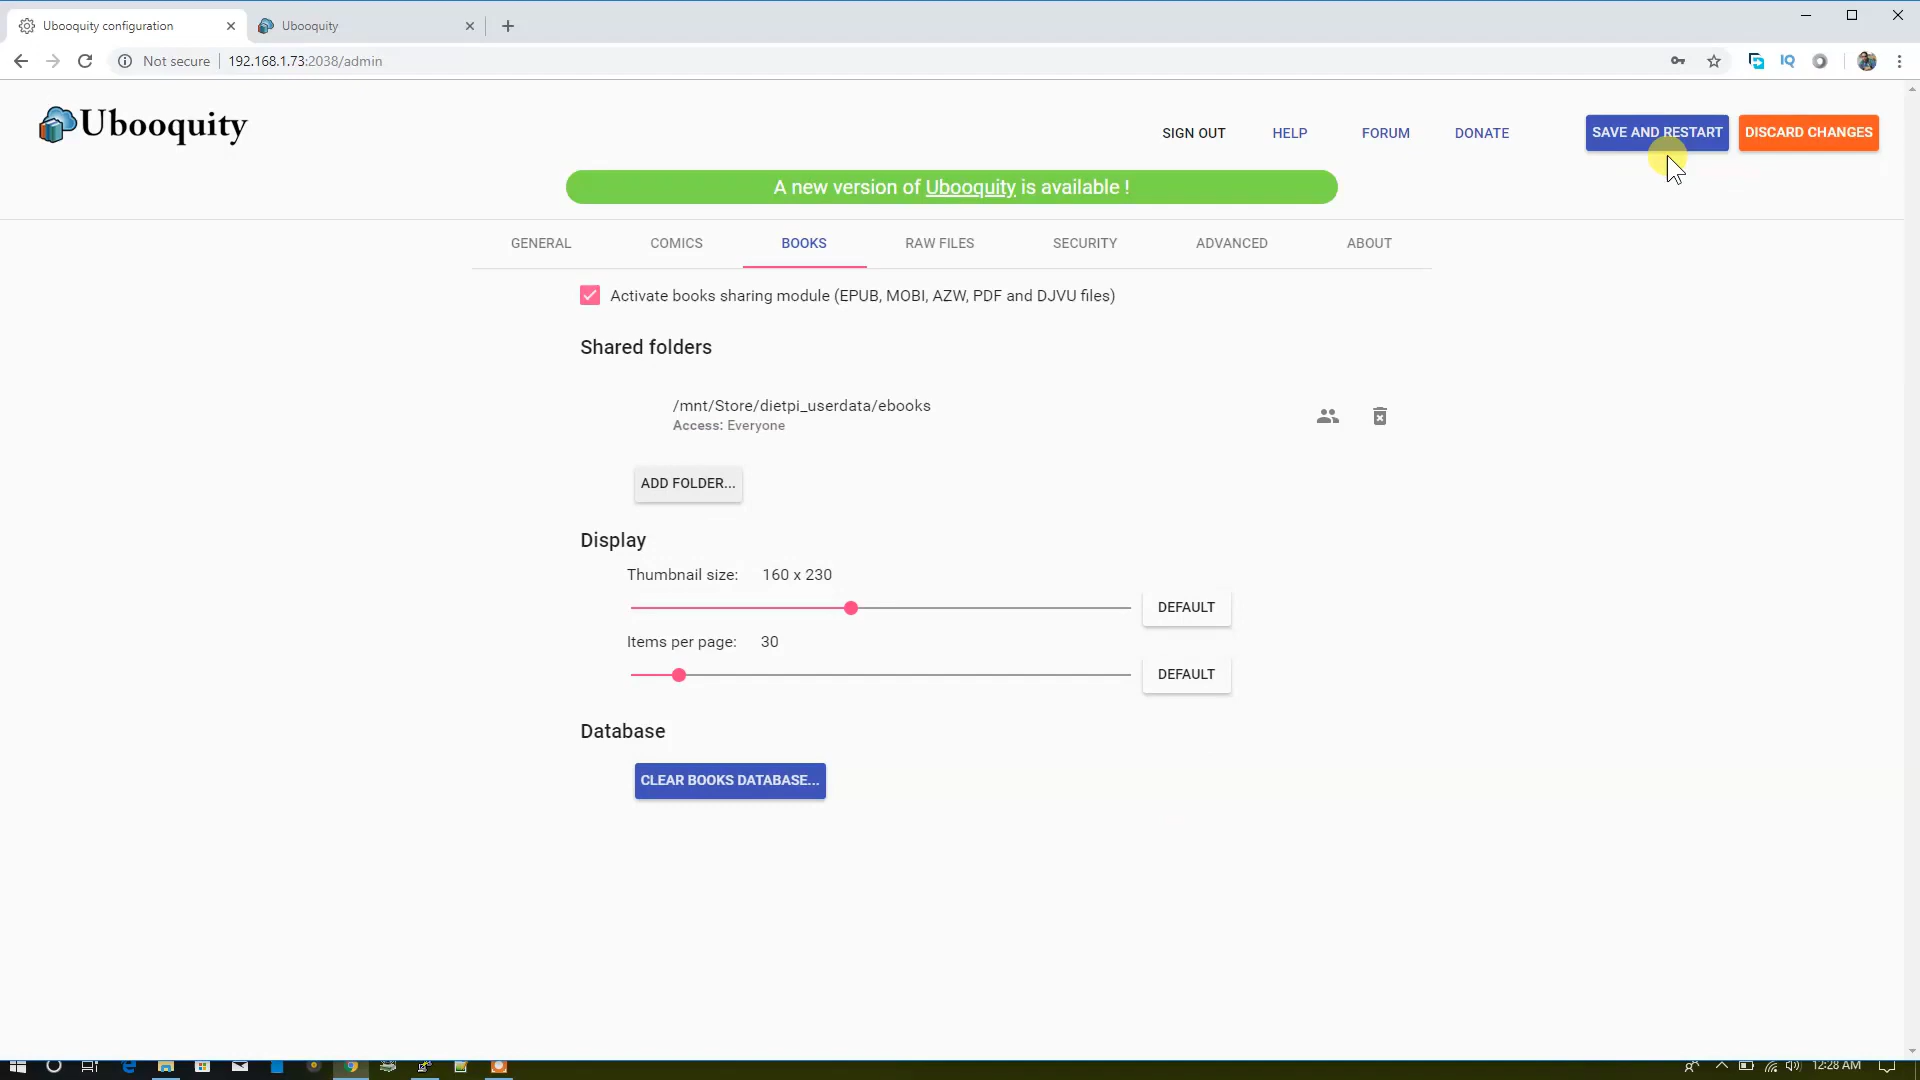 Ubooquity configuration
Ubooquity
Not secure
192.168.1.73:2038/admin
IQ
Ubooquity
SIGN OUT
HELP
FORUM
DONATE
SAVE AND RESTART
DISCARD CHANGES
A new version of Ubooquity is available !
GENERAL
COMICS
BOOKS
RAW FILES
SECURITY
ADVANCED
ABOUT
Activate books sharing module (EPUB, MOBI, AZW, PDF and DJVU files)
Shared folders
/mnt/Store/dietpi_userdata/ebooks
Access: Everyone
ADD FOLDER...
Display
Thumbnail size: 160 x 230
DEFAULT
Items per page: 30
DEFAULT
Database
CLEAR BOOKS DATABASE...
12:28 AM